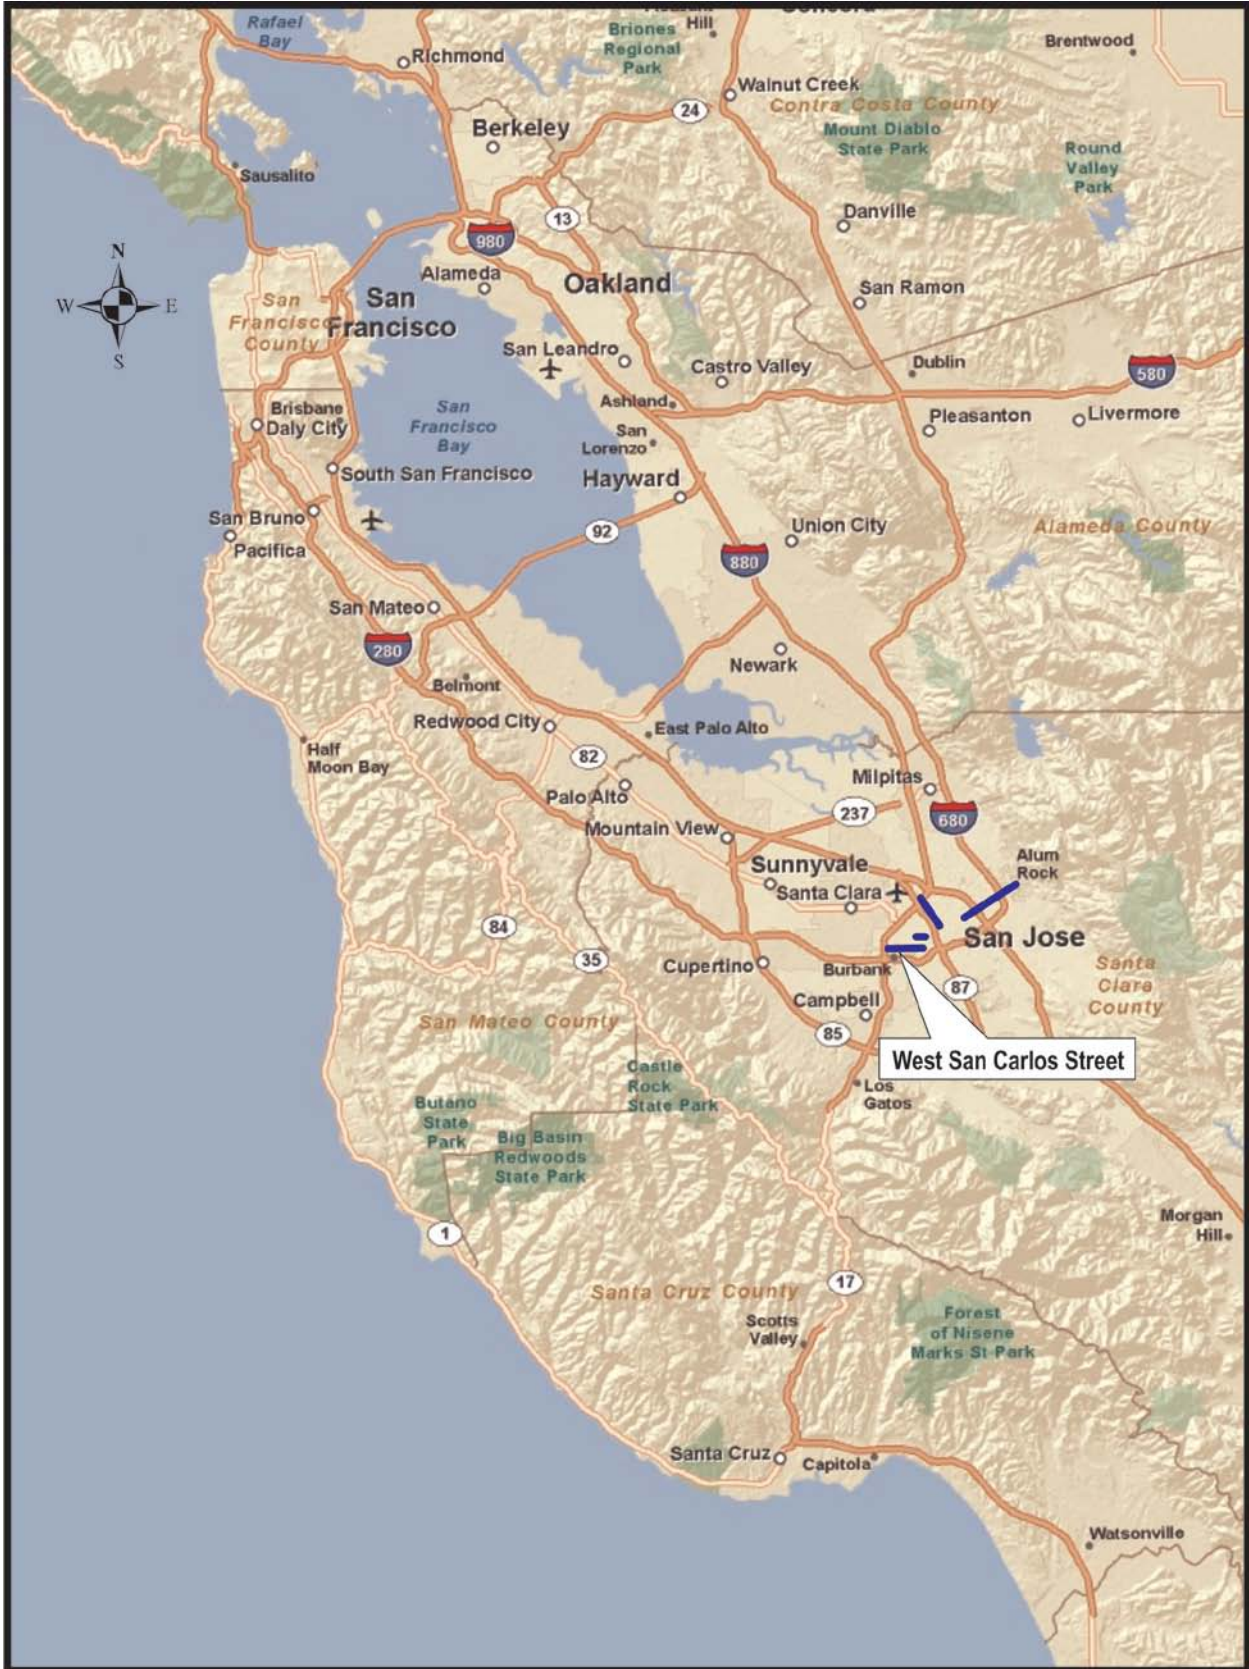 Rafael
Bay
Richmond
Hill
Concord
Briones
Regional
Park
Brentwood
Walnut Creek
24
Contra Costa County
Berkeley
Mount Diablo
State Park
Round
Valley
Park
Sausalito
13
Danville
N
W E
S
980
Alameda
Oakland
San Ramon
San
Francisco
San
Francisco
County
San Leandro
Castro Valley
Dublin
580
Ashland
Brisbane
Daly City
San
Francisco
Bay
San
Lorenzo
Pleasanton
Livermore
South San Francisco
Hayward
San Bruno
Pacifica
92
Union City
Alameda County
880
San Mateo
280
Newark
Belmont
Redwood City
East Palo Alto
Half
Moon Bay
82
Palo Alto
Milpitas
237
680
Mountain View
Sunnyvale
Santa Clara
Alum
Rock
84
35
San Jose
Cupertino
Burbank
87
Santa
Clara
County
Campbell
San Mateo County
85
West San Carlos Street
Castle
Rock
State Park
Los
Gatos
Butano
State
Park
Big Basin
Redwoods
State Park
1
Morgan
Hill
17
Santa Cruz County
Scotts
Valley
Forest
of Nisene
Marks St Park
Santa Cruz
Capitola
Watsonville